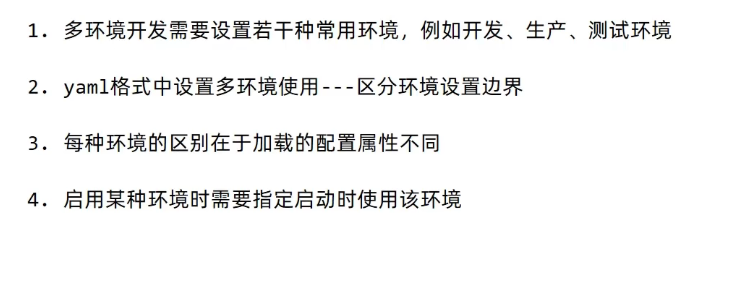 1. 多环境开发需要设置若干种常用环境，例如开发、生产、测试环境
2. yaml格式中设置多环境使用---区分环境设置边界
3. 每种环境的区别在于加载的配置属性不同
4. 启用某种环境时需要指定启动时使用该环境